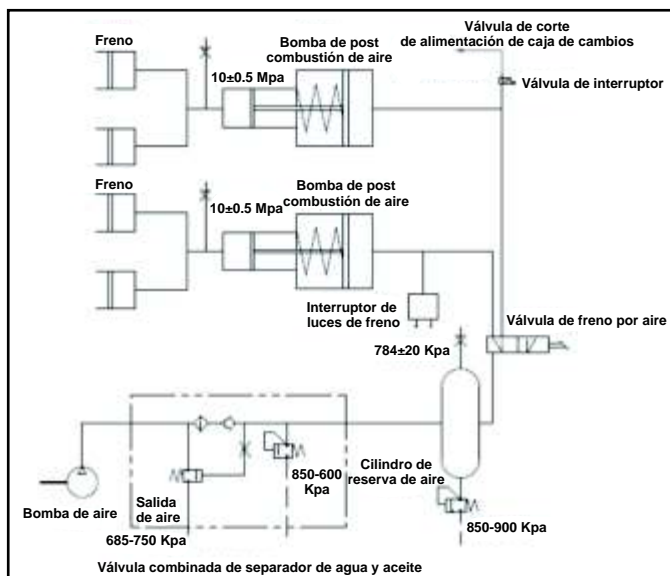 Freno
Bomba de post
combustión de aire
Válvula de corte
de alimentación de caja de cambios
10±0.5 Mpa
Válvula de interruptor
Freno
Bomba de post
combustión de aire
10±0.5 Mpa
Interruptor de
luces de freno
Válvula de freno por aire
784±20 Kpa
850-600
Kpa
Cilindro de
reserva de aire
Bomba de aire
Salida
de aire
685-750 Kpa
850-900 Kpa
Válvula combinada de separador de agua y aceite